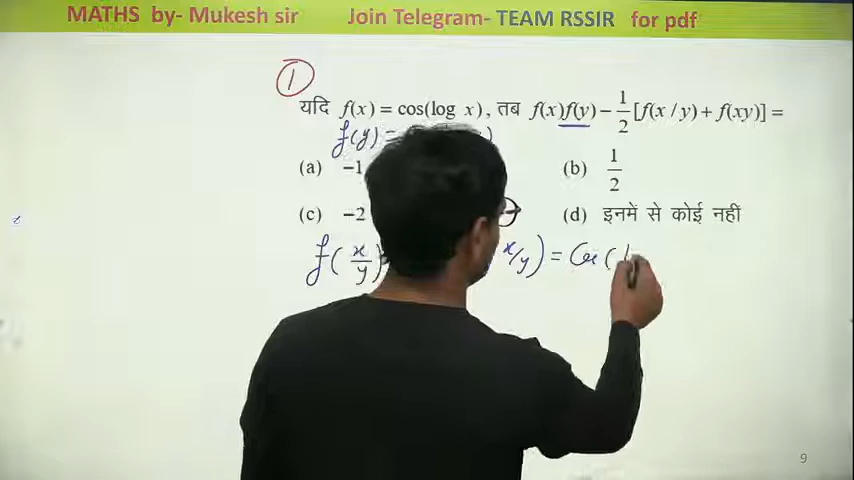 MATHS by- Mukesh sir Join Telegram- TEAM RSSIR for pdf
1
यदि f(x) = cos(log x), तब f(x)f(y) − 1/2 [f(x / y) + f(xy)] =
f(y) =
(a) −1 (b) 1/2
(c) −2 (d) इनमें से कोई नहीं
f(x/y) x/y) = Cos(
9